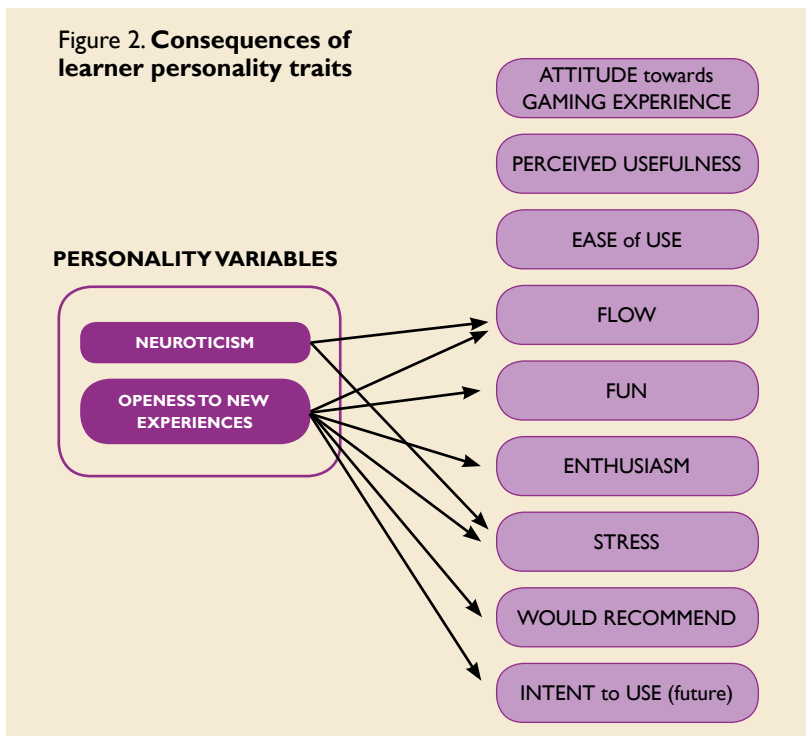 Figure 2. Consequences of
learner personality traits
ATTITUDE towards
GAMING EXPERIENCE
PERCEIVED USEFULNESS
EASE of USE
PERSONALITY VARIABLES
FLOW
NEUROTICISM
OPENESS TO NEW
EXPERIENCES
FUN
ENTHUSIASM
STRESS
WOULD RECOMMEND
INTENT to USE (future)